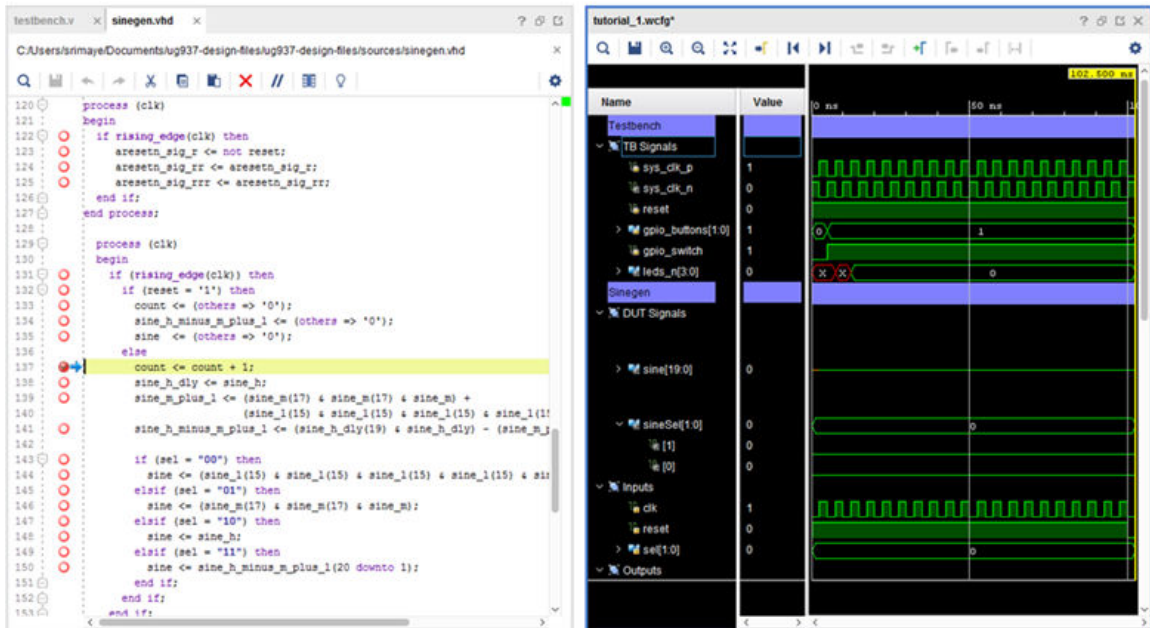 testbench.v × sinegen.vhd ×
C:/Users/srimaye/Documents/ug937-design-files/ug937-design-files/sources/sinegen.vhd
120 process (clk)
121 begin
122 if rising_edge(clk) then
123 aresetn_sig_r <= not reset;
124 aresetn_sig_rr <= aresetn_sig_r;
125 aresetn_sig_rrr <= aresetn_sig_rr;
126 end if;
127 end process;
128
129 process (clk)
130 begin
131 if (rising_edge(clk)) then
132 if (reset = '1') then
133 count <= (others => '0');
134 sine_h_minus_m_plus_l <= (others => '0');
135 sine <= (others => '0');
136 else
137 count <= count + 1;
138 sine_h_dly <= sine_h;
139 sine_m_plus_l <= (sine_m(17) & sine_m(17) & sine_m) +
140 (sine_l(15) & sine_l(15) & sine_l(15) & sine_l(15
141 sine_h_minus_m_plus_l <= (sine_h_dly(19) & sine_h_dly) - (sine_m_p
142
143 if (sel = "00") then
144 sine <= (sine_l(15) & sine_l(15) & sine_l(15) & sine_l(15) & sin
145 elsif (sel = "01") then
146 sine <= (sine_m(17) & sine_m(17) & sine_m);
147 elsif (sel = "10") then
148 sine <= sine_h;
149 elsif (sel = "11") then
150 sine <= sine_h_minus_m_plus_l(20 downto 1);
151 end if;
152 end if;
153 end if;
tutorial_1.wcfg*
102.500 ns
Name Value 0 ns 50 ns 10
Testbench
TB Signals
sys_clk_p 1
sys_clk_n 0
reset 0
gpio_buttons[1:0] 1 0 1
gpio_switch 1
leds_n[3:0] 0 X X 0
Sinegen
DUT Signals
sine[19:0] 0
sineSel[1:0] 0 0
[1] 0
[0] 0
Inputs
clk 1
reset 0
sel[1:0] 0 0
Outputs